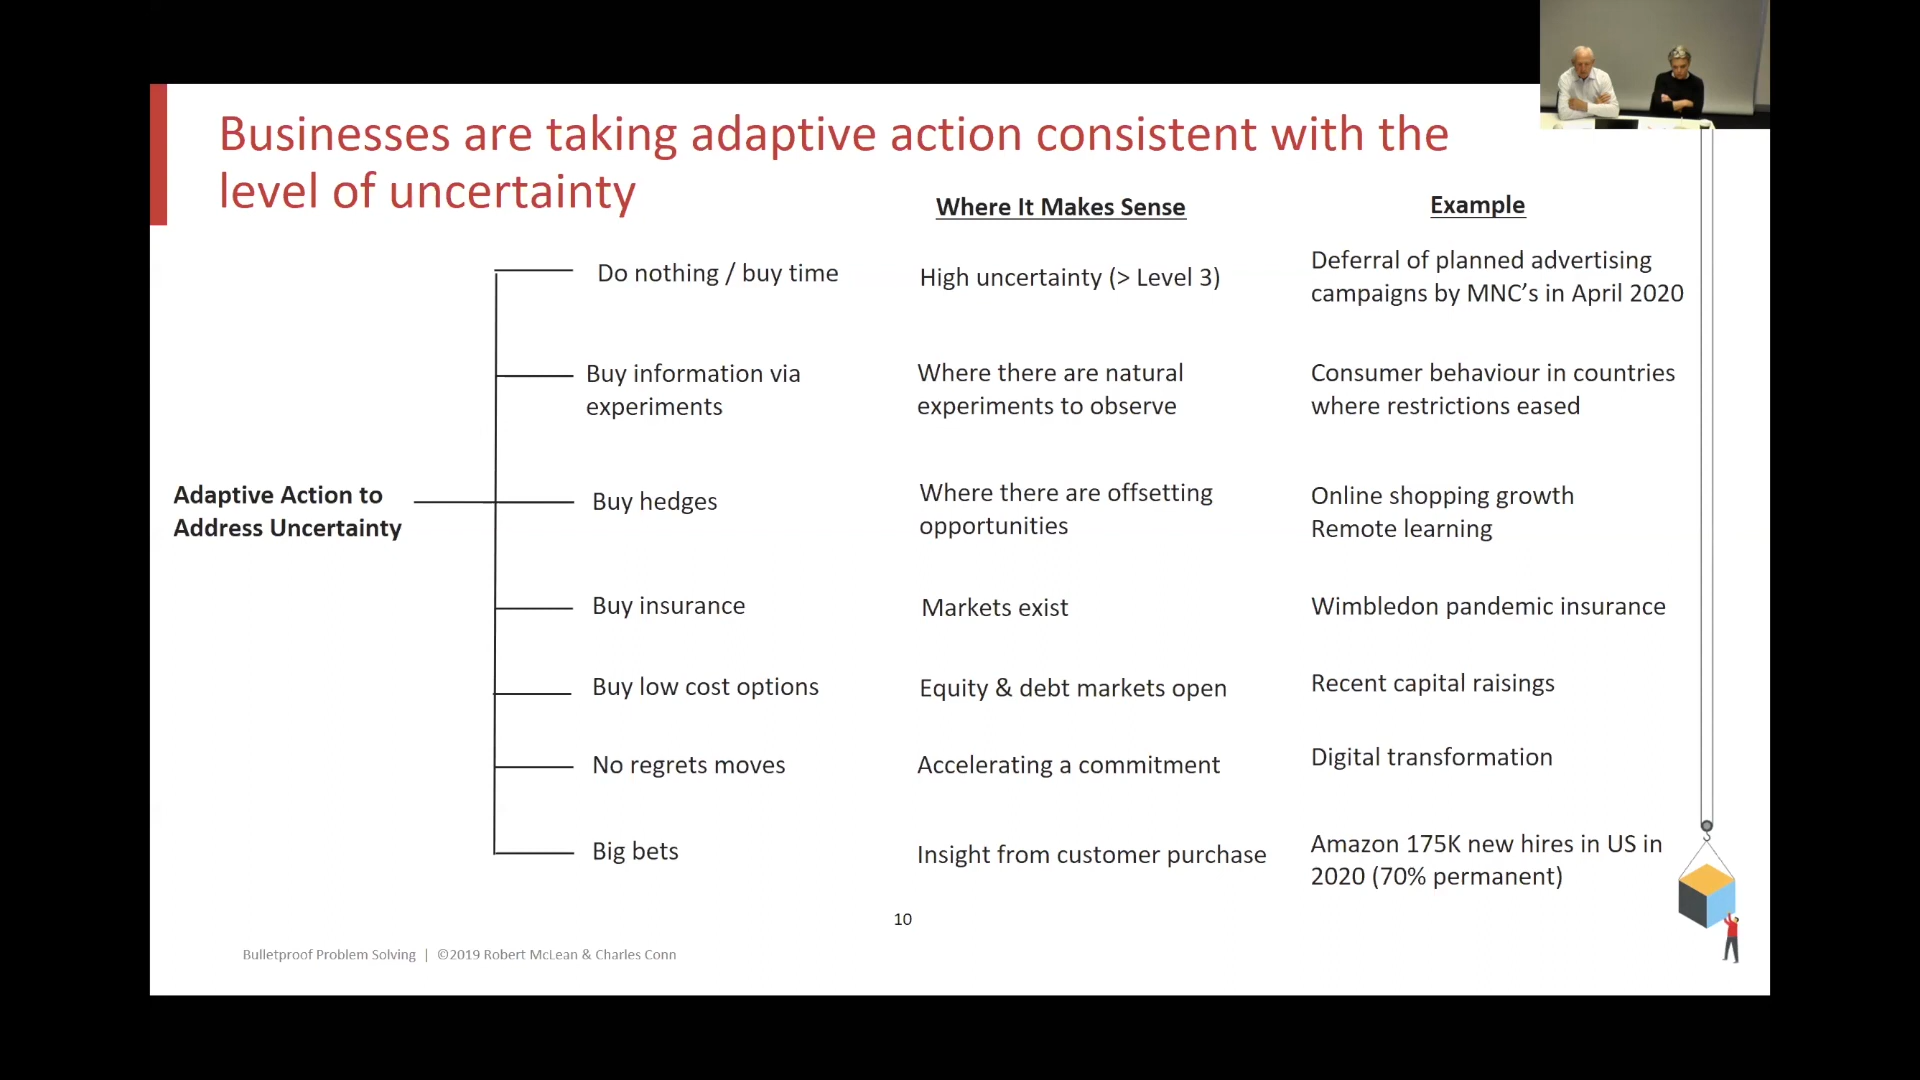 Businesses are taking adaptive action consistent with the
level of uncertainty
Where It Makes Sense
Example
Do nothing / buy time
High uncertainty (> Level 3)
Deferral of planned advertising
campaigns by MNC’s in April 2020
Buy information via
experiments
Where there are natural
experiments to observe
Consumer behaviour in countries
where restrictions eased
Adaptive Action to
Address Uncertainty
Buy hedges
Where there are offsetting
opportunities
Online shopping growth
Remote learning
Buy insurance
Markets exist
Wimbledon pandemic insurance
Buy low cost options
Equity & debt markets open
Recent capital raisings
No regrets moves
Accelerating a commitment
Digital transformation
Big bets
Insight from customer purchase
Amazon 175K new hires in US in
2020 (70% permanent)
10
Bulletproof Problem Solving | ©2019 Robert McLean & Charles Conn